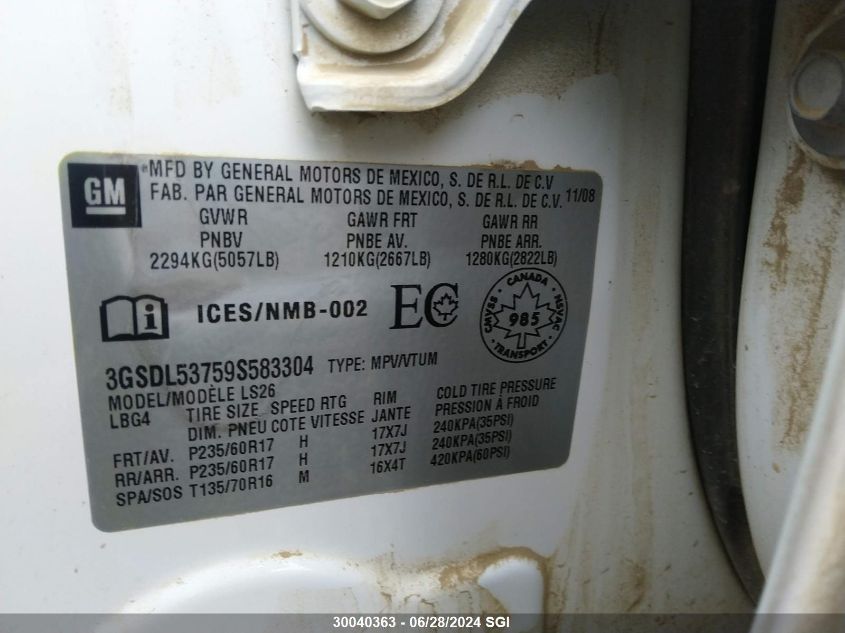 GM
MFD BY GENERAL MOTORS DE MEXICO, S. DE R.L. DE C.V
FAB. PAR GENERAL MOTORS DE MEXICO, S. DE R.L. DE C.V. 11/08
GVWR GAWR FRT GAWR RR
PNBV PNBE AV. PNBE ARR.
2294KG(5057LB) 1210KG(2667LB) 1280KG(2822LB)
i ICES/NMB-002 EC CANADA CMVSS 985 NSVAC TRANSPORT
3GSDL53759S583304 TYPE: MPV/VTUM
MODEL/MODÈLE LS26
LBG4 TIRE SIZE SPEED RTG RIM COLD TIRE PRESSURE
DIM. PNEU COTE VITESSE JANTE PRESSION À FROID
FRT/AV. P235/60R17 H 17X7J 240KPA(35PSI)
RR/ARR. P235/60R17 H 17X7J 240KPA(35PSI)
SPA/SOS T135/70R16 M 16X4T 420KPA(60PSI)
30040363 - 06/28/2024 SGI